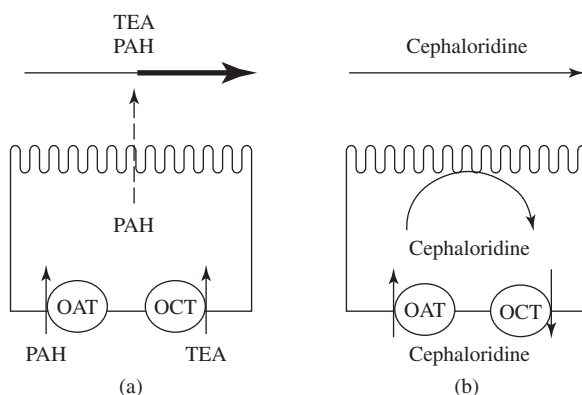 TEA
PAH
PAH
OAT
OCT
PAH
TEA
(a)
Cephaloridine
Cephaloridine
OAT
OCT
Cephaloridine
(b)